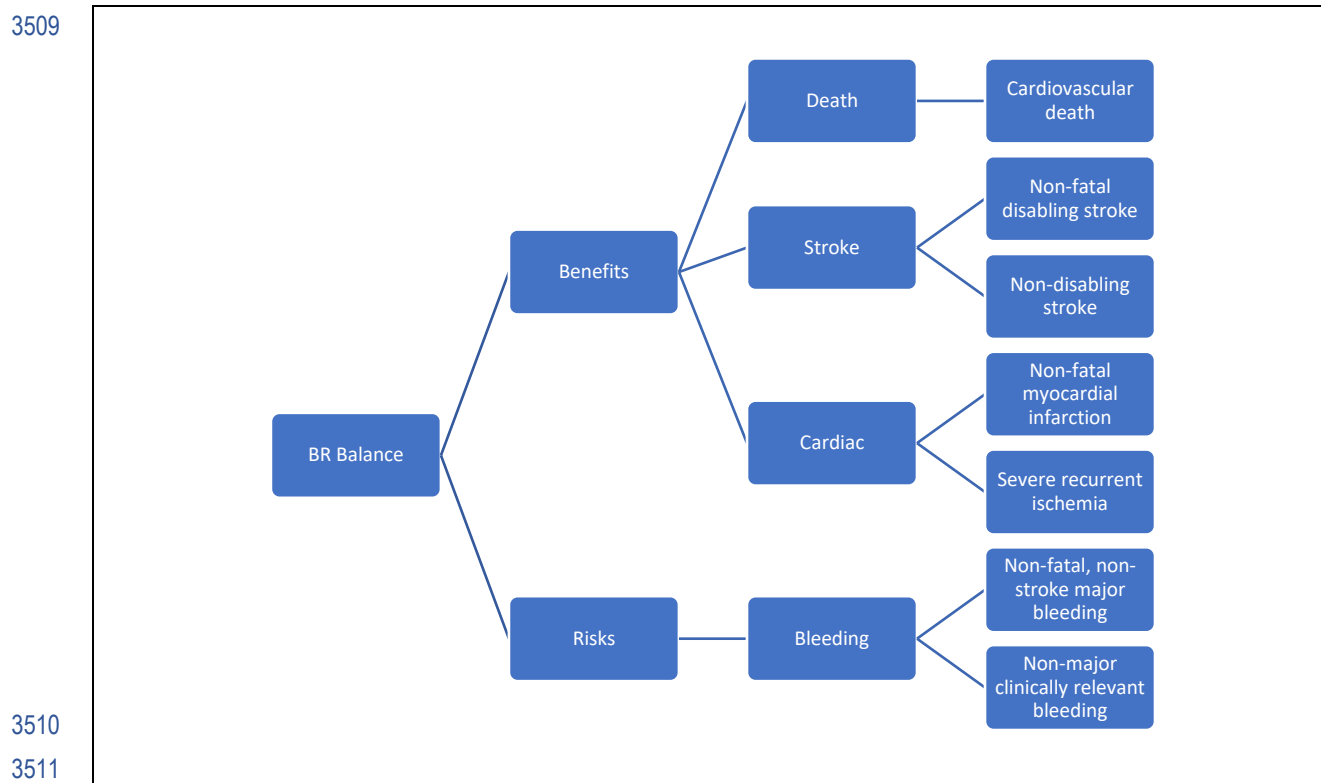 3509
Death
Cardiovascular
death
Non-fatal
disabling stroke
Stroke
Benefits
Non-disabling
stroke
Non-fatal
myocardial
infarction
Cardiac
BR Balance
Severe recurrent
ischemia
Non-fatal, non-
stroke major
bleeding
Risks
Bleeding
Non-major
clinically relevant
bleeding
3510
3511